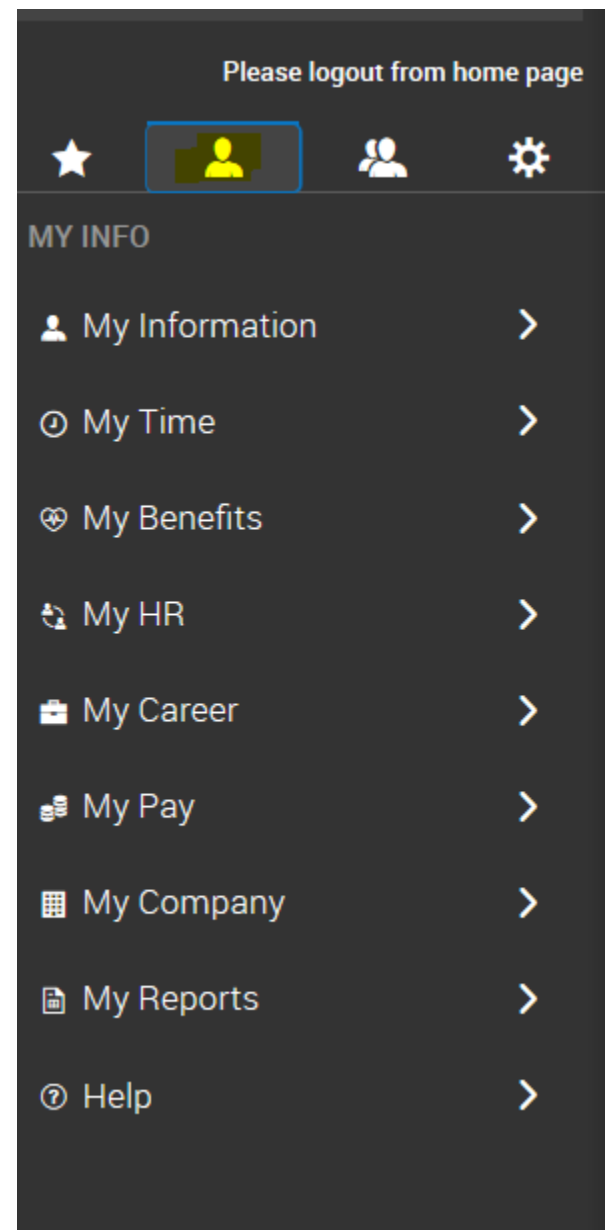 Please logout from home page
MY INFO
My Information
My Time
My Benefits
My HR
My Career
My Pay
My Company
My Reports
Help